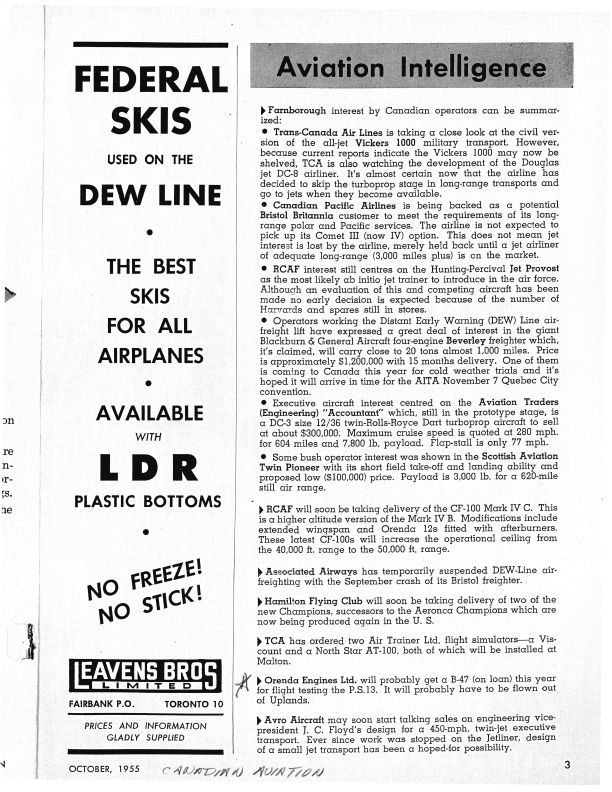 FEDERAL
SKIS
USED ON THE
DEW LINE
•
THE BEST
SKIS
FOR ALL
AIRPLANES
•
AVAILABLE
WITH
LDR
PLASTIC BOTTOMS
•
NO FREEZE!
NO STICK!
LEAVENS BROS
LIMITED
FAIRBANK P.O. TORONTO 10
PRICES AND INFORMATION
GLADLY SUPPLIED
Aviation Intelligence
Farnborough interest by Canadian operators can be summar-
ized:
• Trans-Canada Air Lines is taking a close look at the civil ver-
sion of the all-jet Vickers 1000 military transport. However,
because current reports indicate the Vickers 1000 may now be
shelved, TCA is also watching the development of the Douglas
jet DC-8 airliner. It's almost certain now that the airline has
decided to skip the turboprop stage in long-range transports and
go to jets when they become available.
• Canadian Pacific Airlines is being backed as a potential
Bristol Britannia customer to meet the requirements of its long-
range polar and Pacific services. The airline is not expected to
pick up its Comet III (now IV) option. This does not mean jet
interest is lost by the airline, merely held back until a jet airliner
of adequate long-range (3,000 miles plus) is on the market.
• RCAF interest still centres on the Hunting-Percival Jet Provost
as the most likely ab initio jet trainer to introduce in the air force.
Although an evaluation of this and competing aircraft has been
made no early decision is expected because of the number of
Harvards and spares still in stores.
• Operators working the Distant Early Warning (DEW) Line air-
freight lift have expressed a great deal of interest in the giant
Blackburn & General Aircraft four-engine Beverley freighter which,
it's claimed, will carry close to 20 tons almost 1,000 miles. Price
is approximately $1,200,000 with 15 months delivery. One of them
is coming to Canada this year for cold weather trials and it's
hoped it will arrive in time for the AITA November 7 Quebec City
convention.
• Executive aircraft interest centred on the Aviation Traders
(Engineering) "Accountant" which, still in the prototype stage, is
a DC-3 size 12/36 twin-Rolls-Royce Dart turboprop aircraft to sell
at about $300,000. Maximum cruise speed is quoted at 280 mph.
for 604 miles and 7,800 lb. payload. Flap-stall is only 77 mph.
• Some bush operator interest was shown in the Scottish Aviation
Twin Pioneer with its short field take-off and landing ability and
proposed low ($100,000) price. Payload is 3,000 lb. for a 620-mile
still air range.
RCAF will soon be taking delivery of the CF-100 Mark IV C. This
is a higher altitude version of the Mark IV B. Modifications include
extended wingspan and Orenda 12s fitted with afterburners.
These latest CF-100s will increase the operational ceiling from
the 40,000 ft. range to the 50,000 ft. range.
Associated Airways has temporarily suspended DEW-Line air-
freighting with the September crash of its Bristol freighter.
Hamilton Flying Club will soon be taking delivery of two of the
new Champions, successors to the Aeronca Champions which are
now being produced again in the U. S.
TCA has ordered two Air Trainer Ltd. flight simulators—a Vis-
count and a North Star AT-100, both of which will be installed at
Malton.
Orenda Engines Ltd. will probably get a B-47 (on loan) this year
for flight testing the P.S.13. It will probably have to be flown out
of Uplands.
Avro Aircraft may soon start talking sales on engineering vice-
president J. C. Floyd's design for a 450-mph. twin-jet executive
transport. Ever since work was stopped on the Jetliner, design
of a small jet transport has been a hoped-for possibility.
OCTOBER, 1955 CANADIAN AVIATION 3